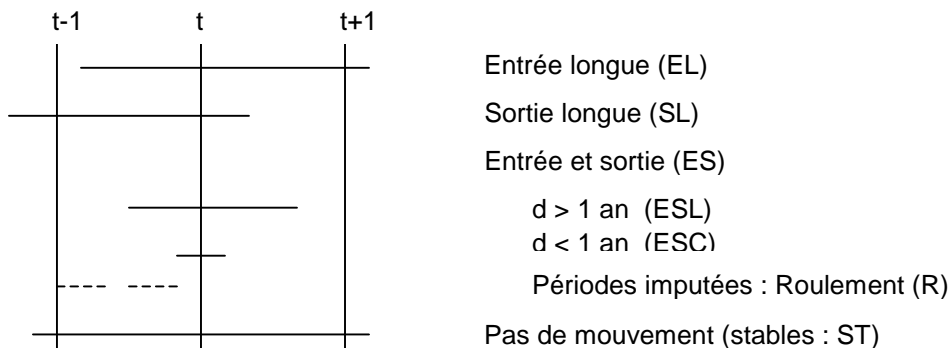 t-1 t t+1
Entrée longue (EL)
Sortie longue (SL)
Entrée et sortie (ES)
d > 1 an (ESL)
d < 1 an (ESC)
Périodes imputées : Roulement (R)
Pas de mouvement (stables : ST)